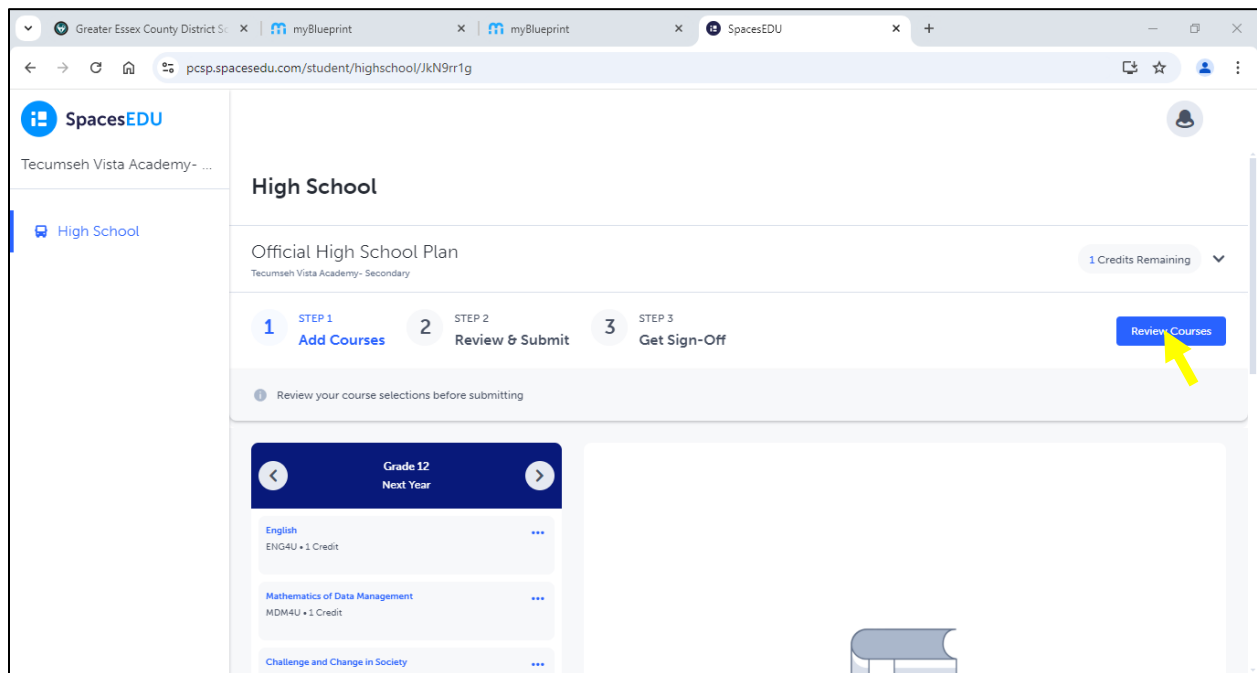 Greater Essex County District Sc
myBlueprint
myBlueprint
SpacesEDU
pcsp.spacesedu.com/student/highschool/JkN9rr1g
SpacesEDU
Tecumseh Vista Academy- ...
High School
High School
Official High School Plan
Tecumseh Vista Academy- Secondary
1 Credits Remaining
1 STEP 1 Add Courses
2 STEP 2 Review & Submit
3 STEP 3 Get Sign-Off
Review Courses
Review your course selections before submitting
Grade 12
Next Year
English
ENG4U • 1 Credit
Mathematics of Data Management
MDM4U • 1 Credit
Challenge and Change in Society